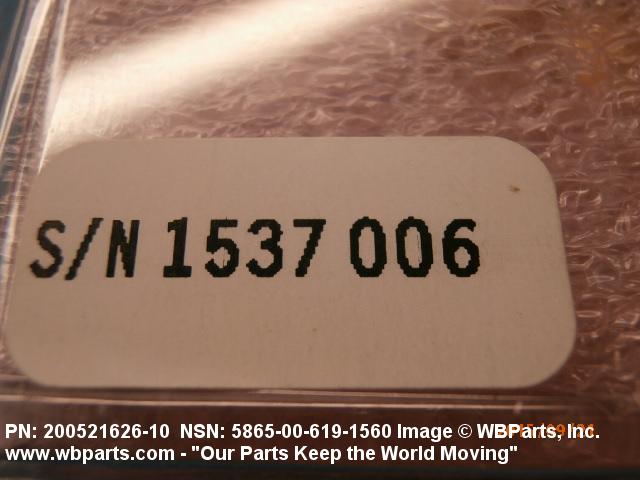 S/N 1537 006
PN: 200521626-10 NSN: 5865-00-619-1560 Image © WBParts, Inc.
www.wbparts.com - "Our Parts Keep the World Moving"